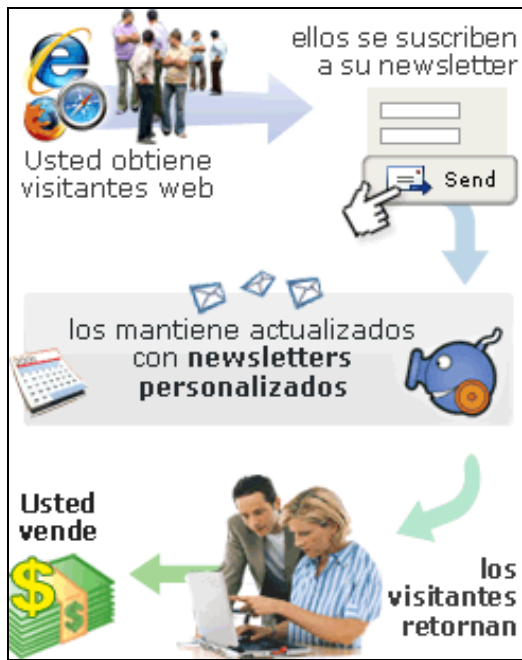 Usted obtiene
visitantes web
ellos se suscriben
a su newsletter
Send
los mantiene actualizados
con newsletters
personalizados
los
visitantes
retornan
Usted
vende
$
$